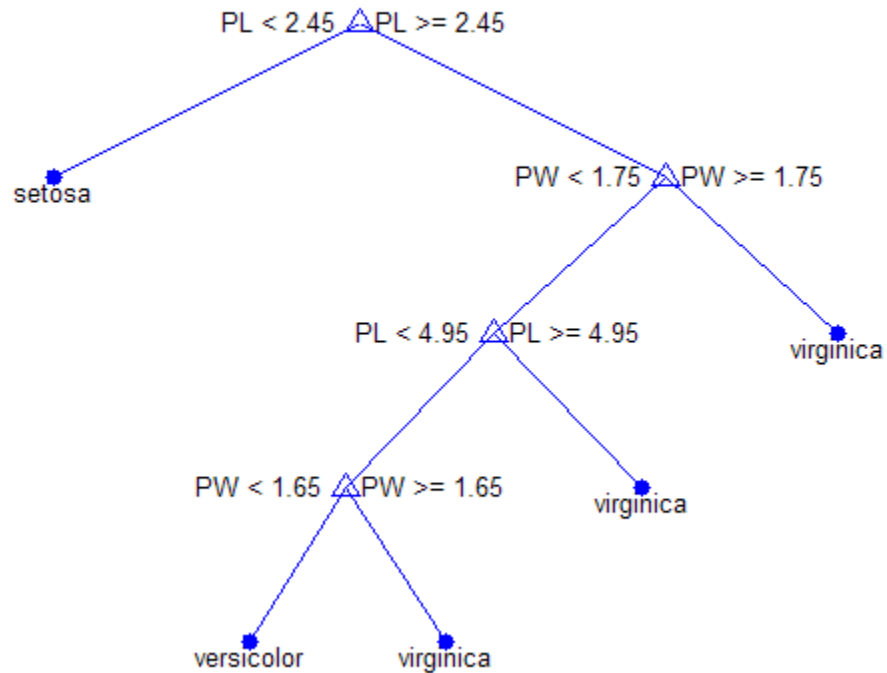 PL < 2.45 PL >= 2.45
setosa
PW < 1.75 PW >= 1.75
PL < 4.95 PL >= 4.95
virginica
PW < 1.65 PW >= 1.65
virginica
versicolor
virginica